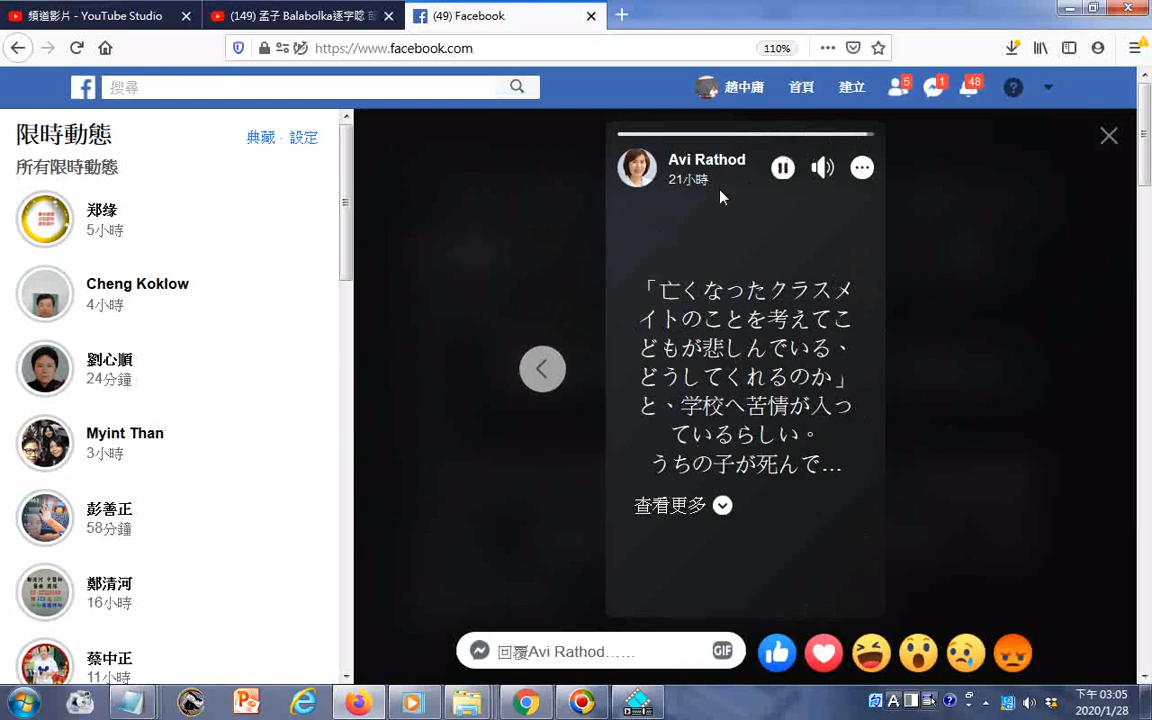 頻道影片 - YouTube Studio
(149) 孟子 Balabolka逐字唸 部
(49) Facebook
https://www.facebook.com
110%
搜尋
趙中庸
首頁
建立
5
1
48
限時動態
典藏 · 設定
所有限時動態
郑缘
5小時
Cheng Koklow
4小時
劉心順
24分鐘
Myint Than
3小時
彭善正
58分鐘
鄭清河
16小時
蔡中正
11小時
Avi Rathod
21小時
「亡くなったクラスメ
イトのことを考えてこ
どもが悲しんでいる、
どうしてくれるのか」
と、学校へ苦情が入っ
ているらしい。
うちの子が死んで...
查看更多
回覆Avi Rathod......
GIF
下午 03:05
2020/1/28